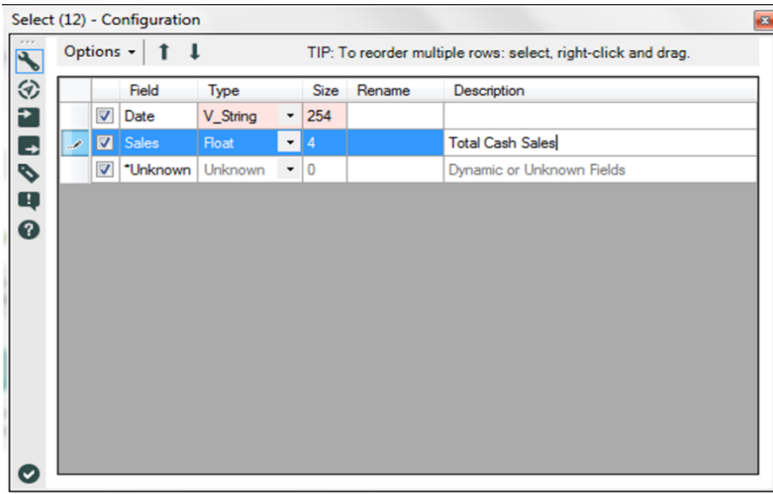 Select (12) - Configuration
Options TIP: To reorder multiple rows: select, right-click and drag.
Field Type Size Rename Description
Date V_String 254
Sales Float 4 Total Cash Sales
*Unknown Unknown 0 Dynamic or Unknown Fields